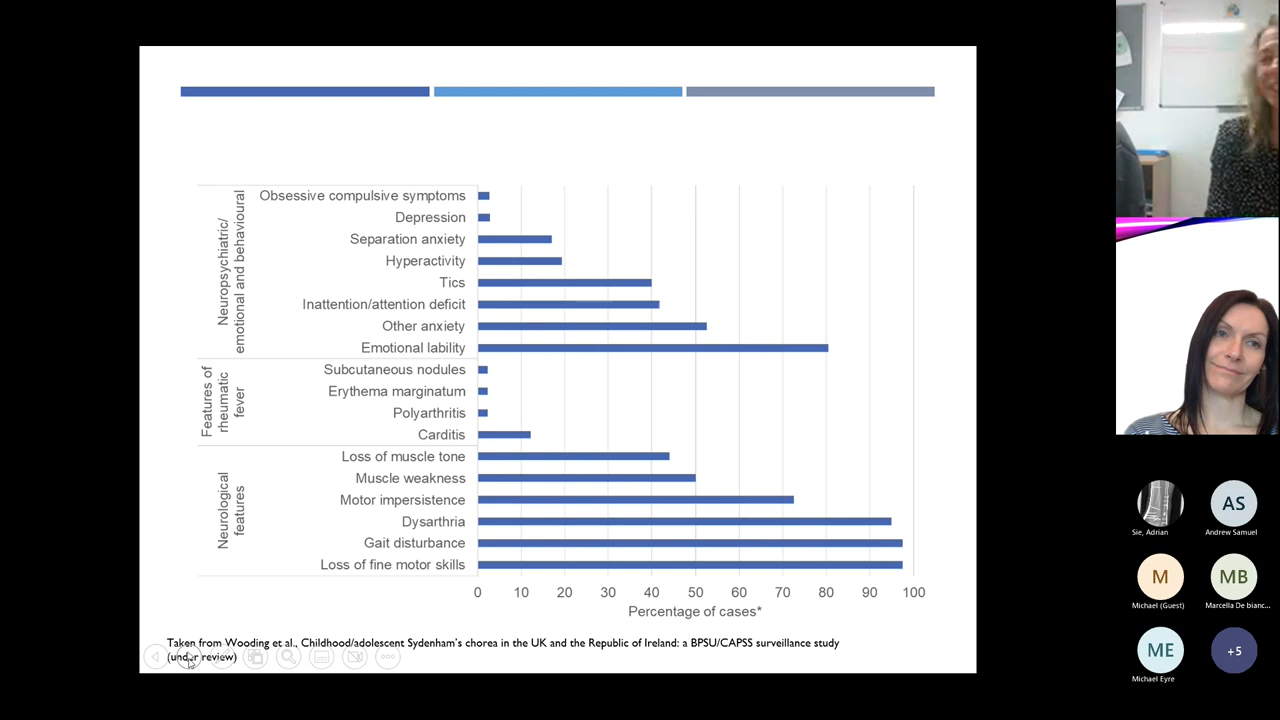 Neuropsychiatric/
emotional and behavioural
Obsessive compulsive symptoms
Depression
Separation anxiety
Hyperactivity
Tics
Inattention/attention deficit
Other anxiety
Emotional lability
Features of
rheumatic
fever
Subcutaneous nodules
Erythema marginatum
Polyarthritis
Carditis
Neurological
features
Loss of muscle tone
Muscle weakness
Motor impersistence
Dysarthria
Gait disturbance
Loss of fine motor skills
0 10 20 30 40 50 60 70 80 90 100
Percentage of cases*
Taken from Wooding et al., Childhood/adolescent Sydenham's chorea in the UK and the Republic of Ireland: a BPSU/CAPSS surveillance study
(under review)
Sie, Adrian
AS
Andrew Samuel
M
Michael (Guest)
MB
Marcella De bianc...
ME
Michael Eyre
+5